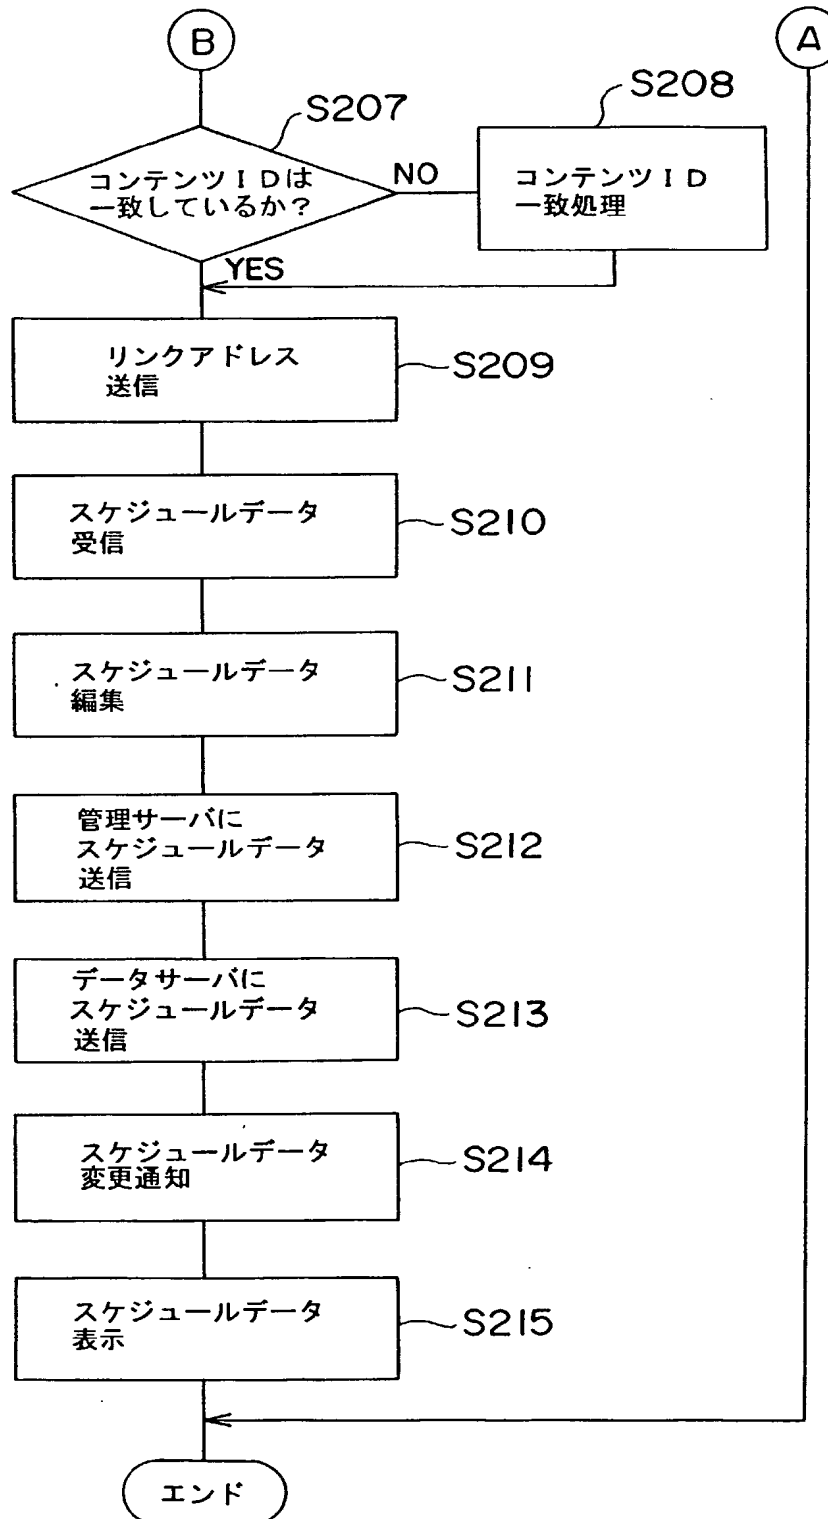 B
A
S207
S208
コンテンツIDは
一致しているか?
NO
コンテンツID
一致処理
YES
リンクアドレス
送信
S209
スケジュールデータ
受信
S210
スケジュールデータ
編集
S211
管理サーバに
スケジュールデータ
送信
S212
データサーバに
スケジュールデータ
送信
S213
スケジュールデータ
変更通知
S214
スケジュールデータ
表示
S215
エンド